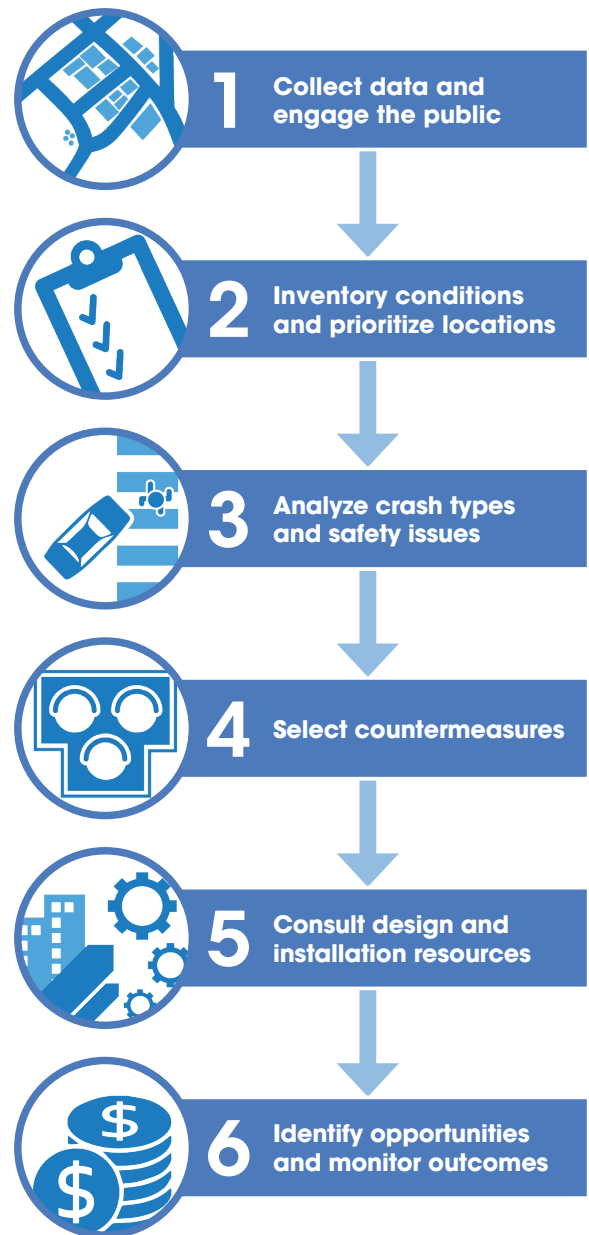 1
Collect data and
engage the public
2
Inventory conditions
and prioritize locations
3
Analyze crash types
and safety issues
4
Select countermeasures
5
Consult design and
installation resources
$
$
6
Identify opportunities
and monitor outcomes